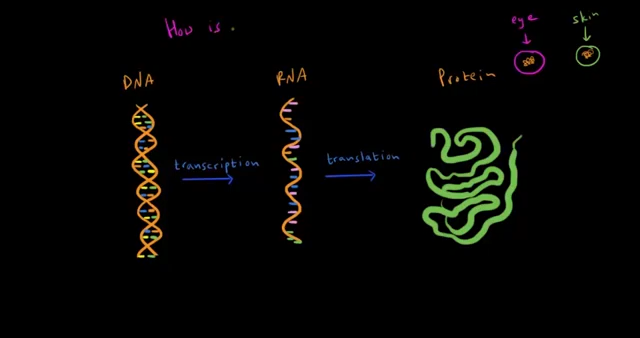 How is
eye
skin
DNA
RNA
Protein
transcription
translation